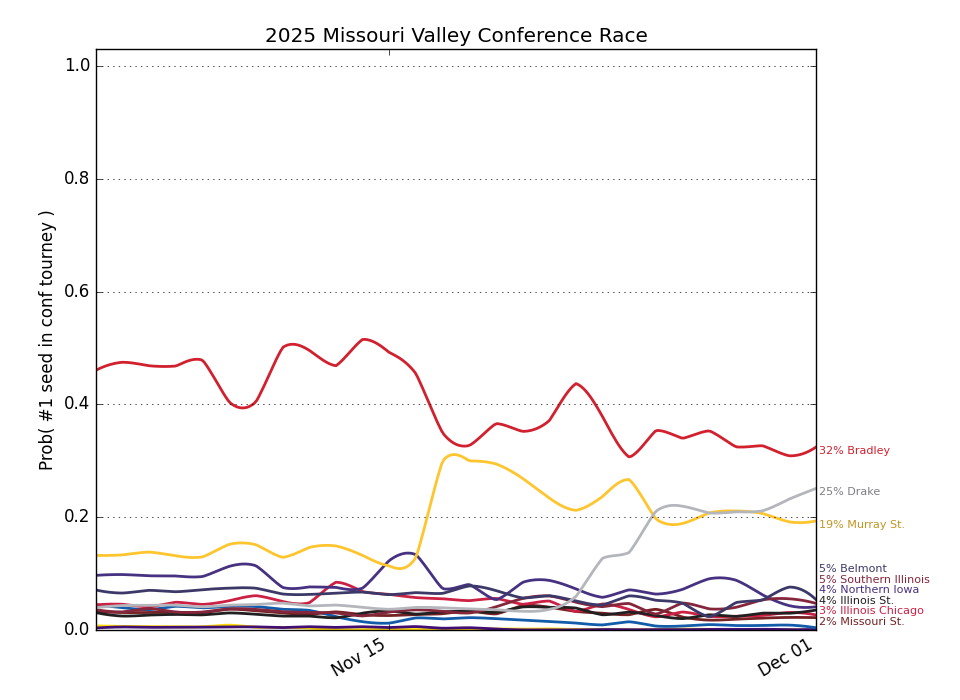 2025 Missouri Valley Conference Race
Prob( #1 seed in conf tourney )
1.0
0.8
0.6
0.4
0.2
0.0
Nov 15
Dec 01
32% Bradley
25% Drake
19% Murray St.
5% Belmont
5% Southern Illinois
4% Northern Iowa
4% Illinois St.
3% Illinois Chicago
2% Missouri St.